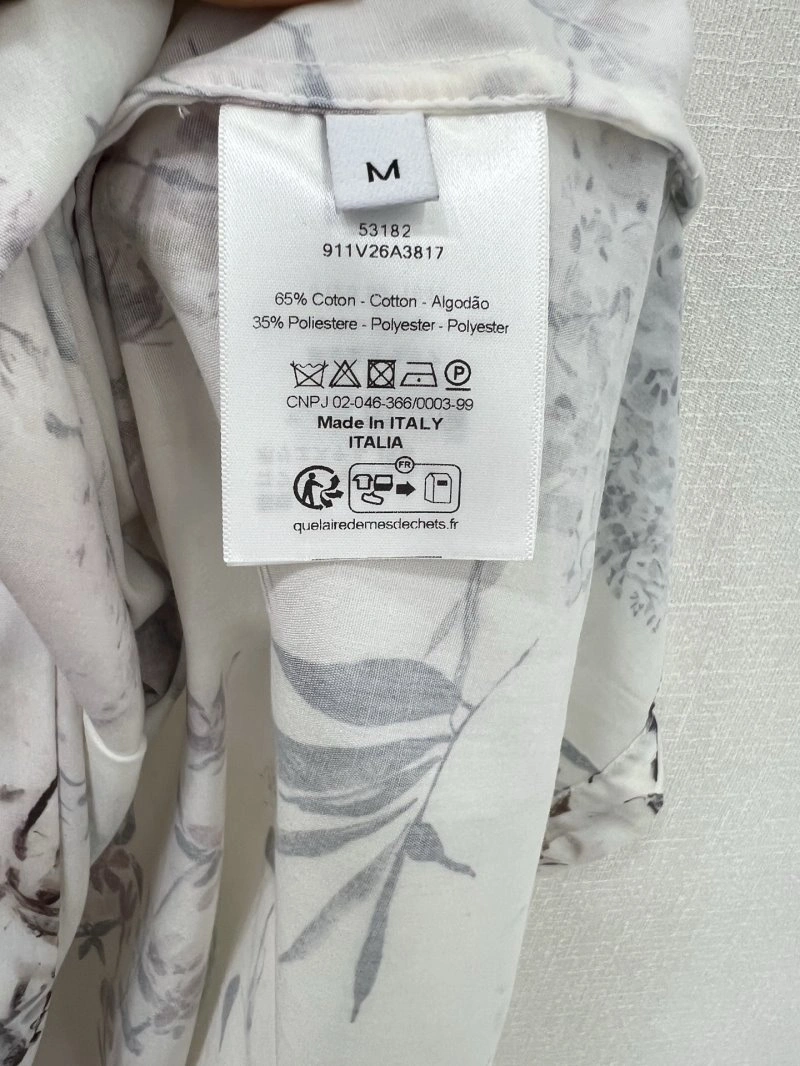 M
53182
911V26A3817
65% Coton - Cotton - Algodão
35% Poliestere - Polyester - Polyester
P
CNPJ 02-046-366/0003-99
Made In ITALY
ITALIA
FR
quelairedemesdechets.fr